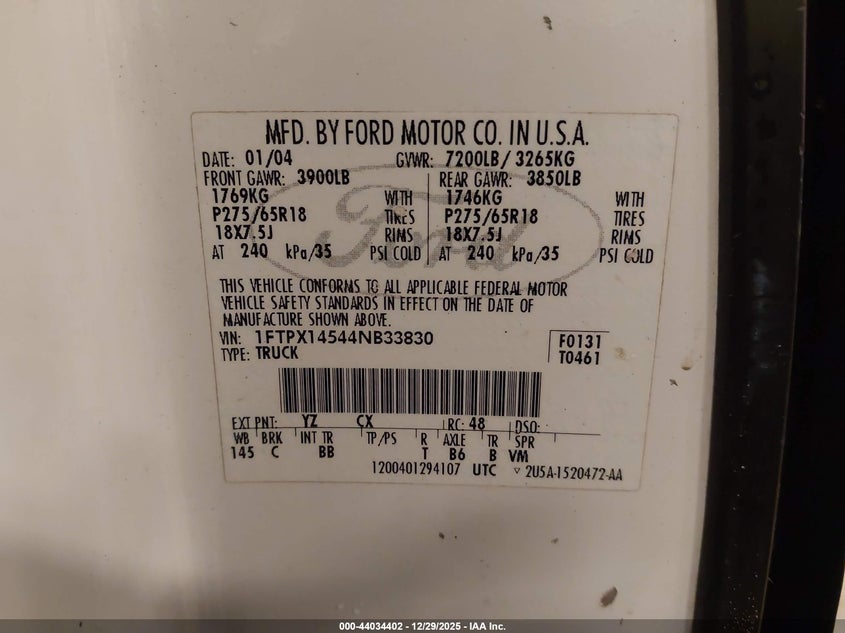 MFD. BY FORD MOTOR CO. IN U.S.A.
DATE: 01/04 GVWR: 7200LB/ 3265KG
FRONT GAWR: 3900LB REAR GAWR: 3850LB
1769KG WITH 1746KG WITH
P275/65R18 TIRES P275/65R18 TIRES
18X7.5J RIMS 18X7.5J RIMS
AT 240 kPa/35 PSI COLD AT 240 kPa/35 PSI COLD
Ford
THIS VEHICLE CONFORMS TO ALL APPLICABLE FEDERAL MOTOR
VEHICLE SAFETY STANDARDS IN EFFECT ON THE DATE OF
MANUFACTURE SHOWN ABOVE.
VIN: 1FTPX14544NB33830 F0131
TYPE: TRUCK T0461
EXT PNT: YZ CX RC: 48 DSO:
WB BRK INT TR TP/PS R AXLE TR SPR
145 C BB T B6 B VM
1200401294107 UTC ▽ 2U5A-1520472-AA
000-44034402 - 12/29/2025 - IAA Inc.